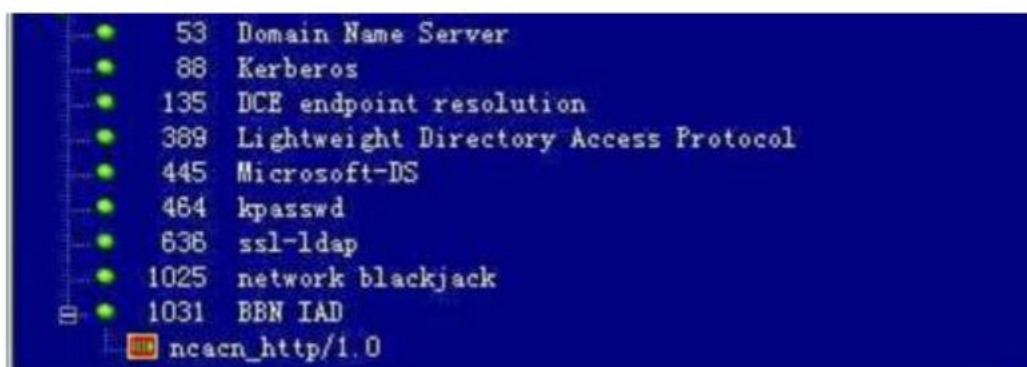 53 Domain Name Server
88 Kerberos
135 DCE endpoint resolution
389 Lightweight Directory Access Protocol
445 Microsoft-DS
464 kpasswd
636 ssl-ldap
1025 network blackjack
1031 BBN IAD
ncacn_http/1.0